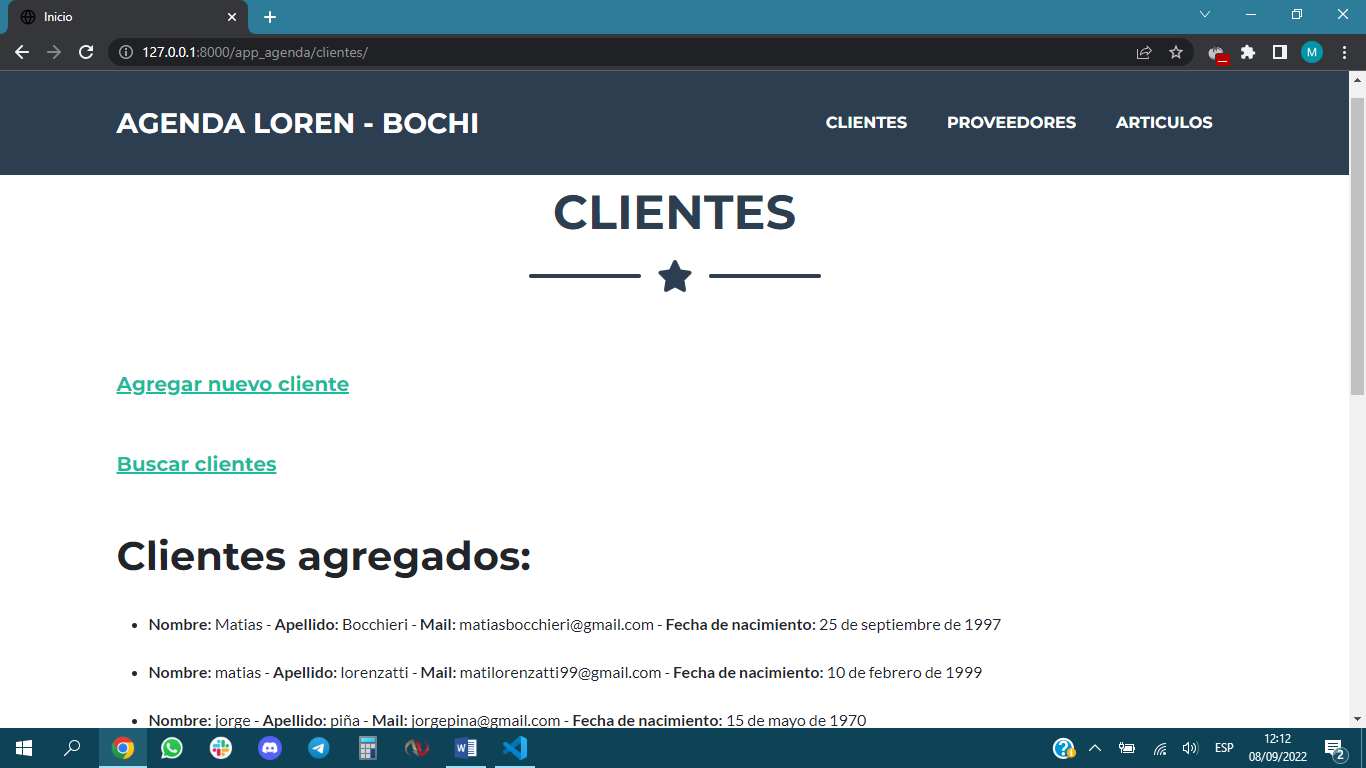 Inicio
127.0.0.1:8000/app_agenda/clientes/
M
AGENDA LOREN - BOCHI
CLIENTES PROVEEDORES ARTICULOS
CLIENTES
Agregar nuevo cliente
Buscar clientes
Clientes agregados:
Nombre: Matias - Apellido: Bocchieri - Mail: matiasbocchieri@gmail.com - Fecha de nacimiento: 25 de septiembre de 1997
Nombre: matias - Apellido: lorenzatti - Mail: matilorenzatti99@gmail.com - Fecha de nacimiento: 10 de febrero de 1999
Nombre: jorge - Apellido: piña - Mail: jorgepina@gmail.com - Fecha de nacimiento: 15 de mayo de 1970
ESP
12:12
08/09/2022
2